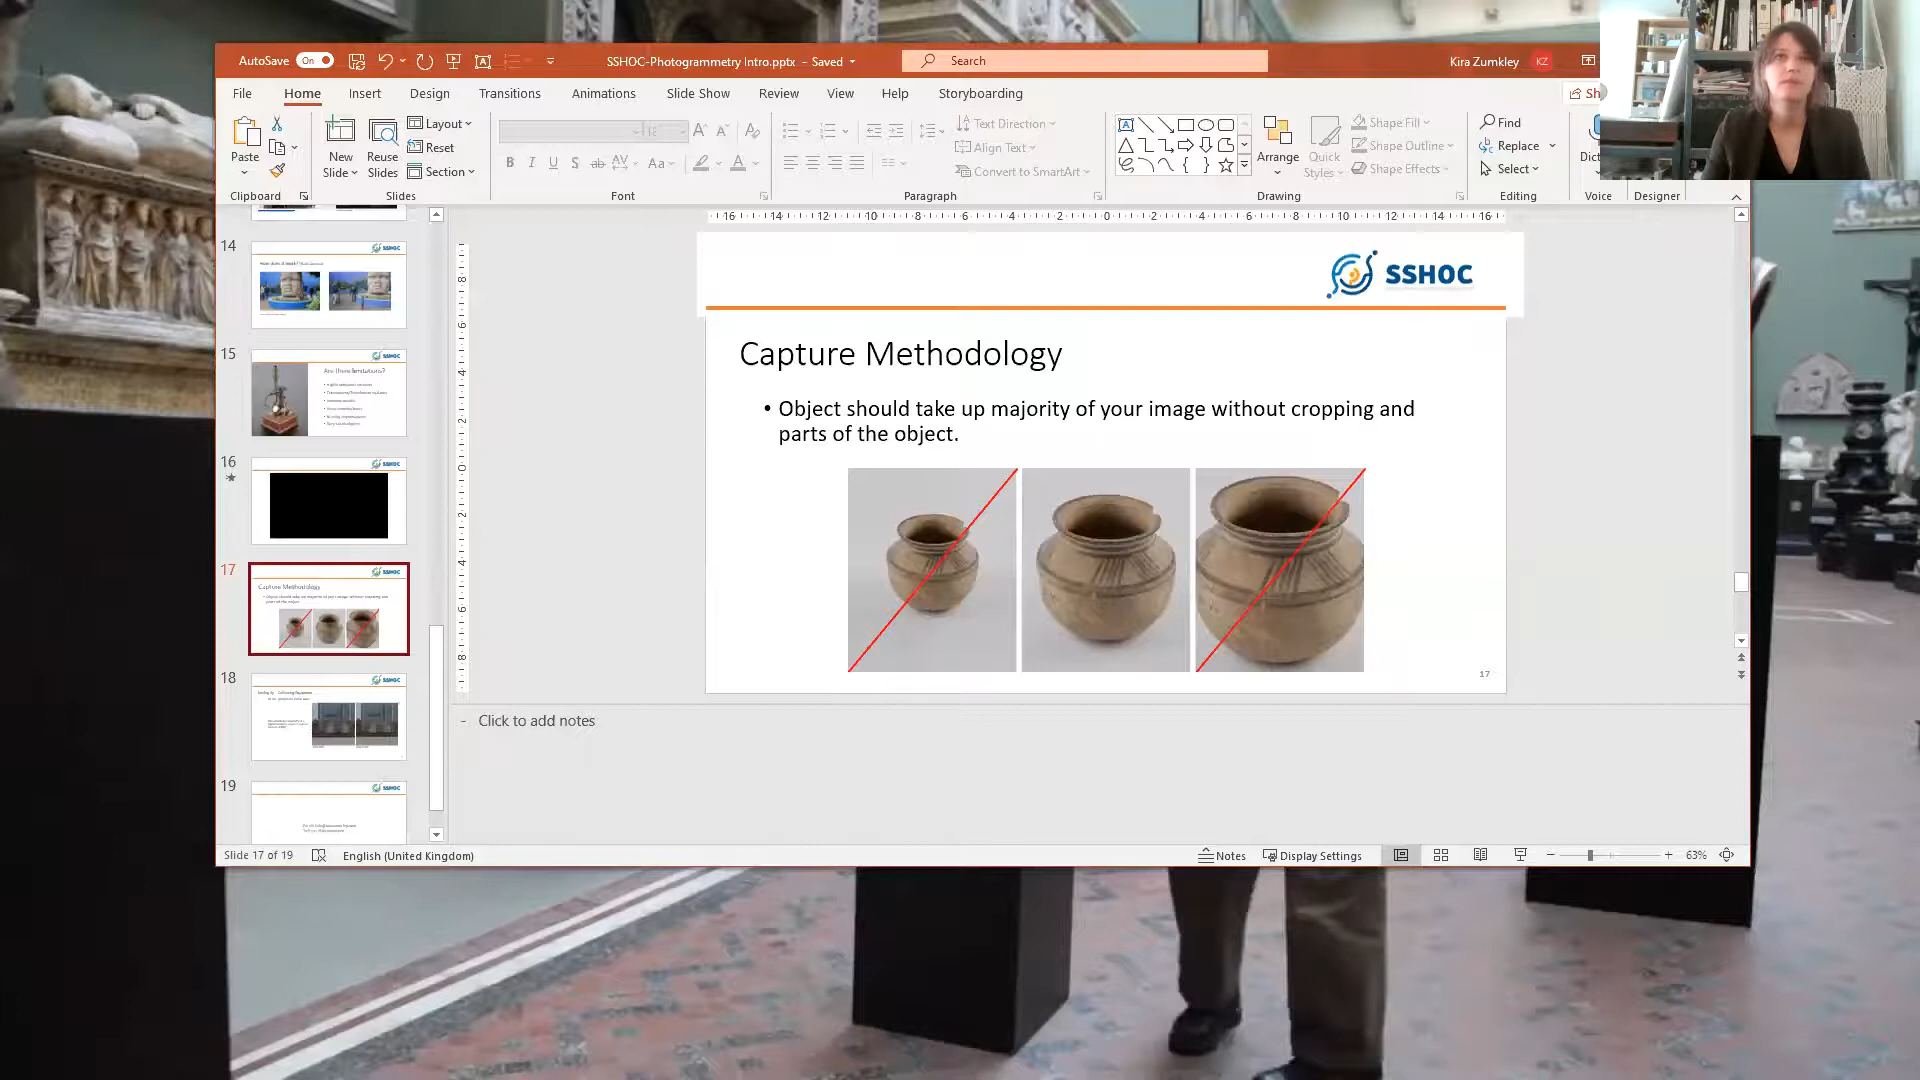 AutoSave On SSHOC-Photogrammetry Intro.pptx – Saved Search Kira Zumkley KZ
File Home Insert Design Transitions Animations Slide Show Review View Help Storyboarding
Paste
New Slide
Reuse Slides
Layout
Reset
Section
Text Direction
Align Text
Convert to SmartArt
Arrange
Quick Styles
Shape Fill
Shape Outline
Shape Effects
Find
Replace
Select
Clipboard Slides Font Paragraph Drawing Editing Voice Designer
14
15
Are there limitations?
16
17
Capture Methodology
18
19
SSHOC
Capture Methodology
• Object should take up majority of your image without cropping and
parts of the object.
17
Click to add notes
Slide 17 of 19 English (United Kingdom) Notes Display Settings 63%